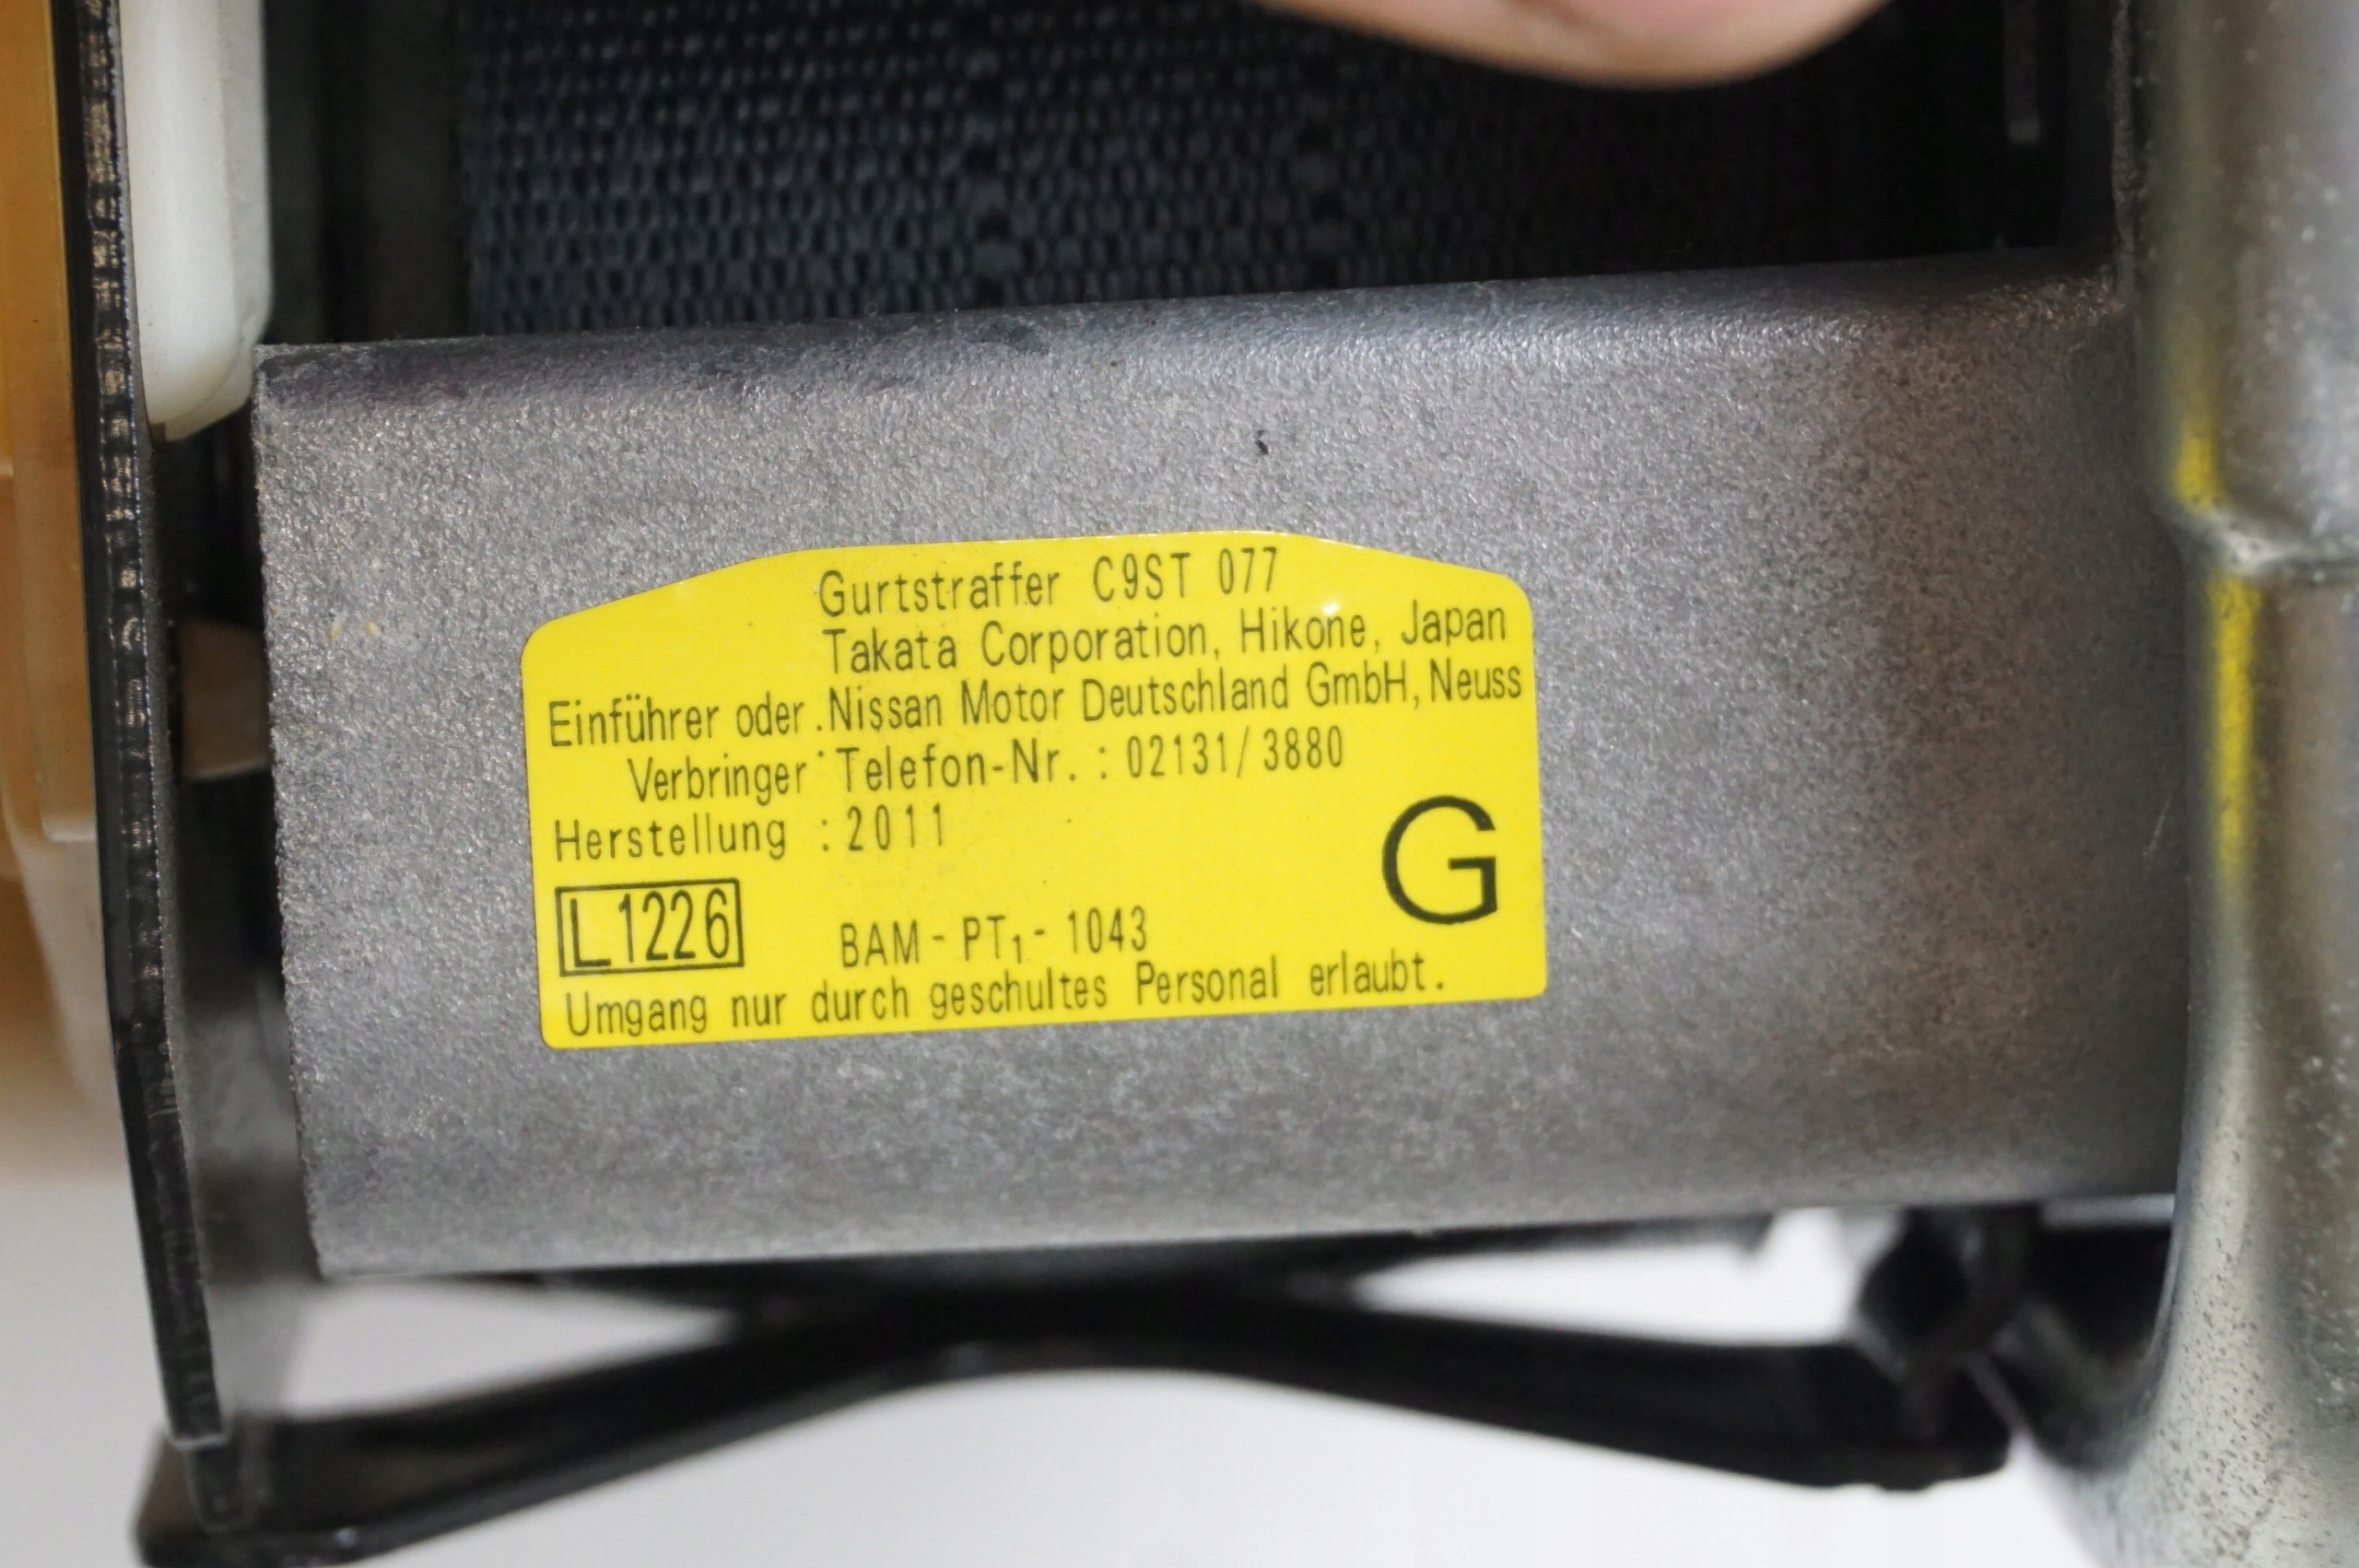 Gurtstraffer C9ST 077
Takata Corporation, Hikone, Japan
Einführer oder : Nissan Motor Deutschland GmbH, Neuss
Verbringer Telefon-Nr. : 02131/3880
Herstellung : 2011
G
L1226 BAM - PT₁ - 1043
Umgang nur durch geschultes Personal erlaubt.